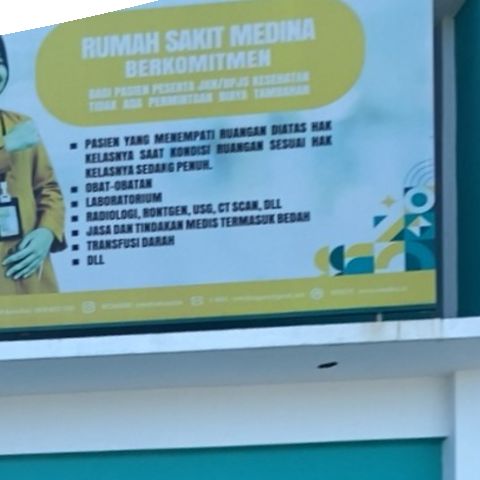 RUMAH SAKIT MEDINA
BERKOMITMEN
BAGI PASIEN PESERTA JKN/BPJS KESEHATAN
TIDAK ADA PERMINTAAN BIAYA TAMBAHAN
PASIEN YANG MENEMPATI RUANGAN DIATAS HAK
KELASNYA SAAT KONDISI RUANGAN SESUAI HAK
KELASNYA SEDANG PENUH.
OBAT-OBATAN
LABORATORIUM
RADIOLOGI, RONTGEN, USG, CT SCAN, DLL
JASA DAN TINDAKAN MEDIS TERMASUK BEDAH
TRANSFUSI DARAH
DLL